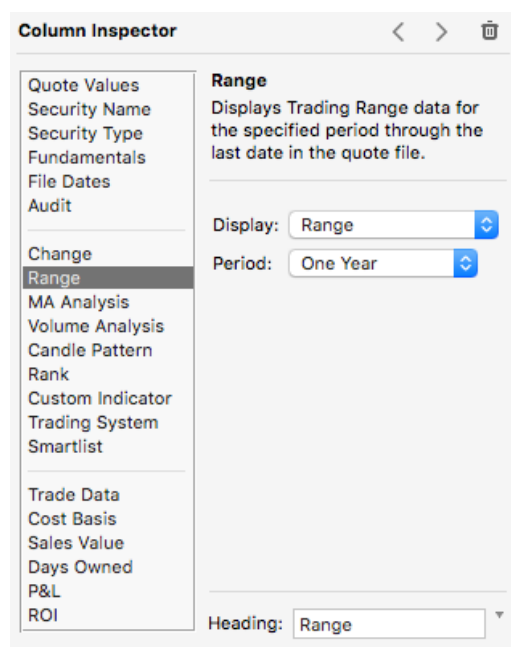 Column Inspector
Quote Values
Security Name
Security Type
Fundamentals
File Dates
Audit
Change
Range
MA Analysis
Volume Analysis
Candle Pattern
Rank
Custom Indicator
Trading System
Smartlist
Trade Data
Cost Basis
Sales Value
Days Owned
P&L
ROI
Range
Displays Trading Range data for
the specified period through the
last date in the quote file.
Display: Range
Period: One Year
Heading: Range